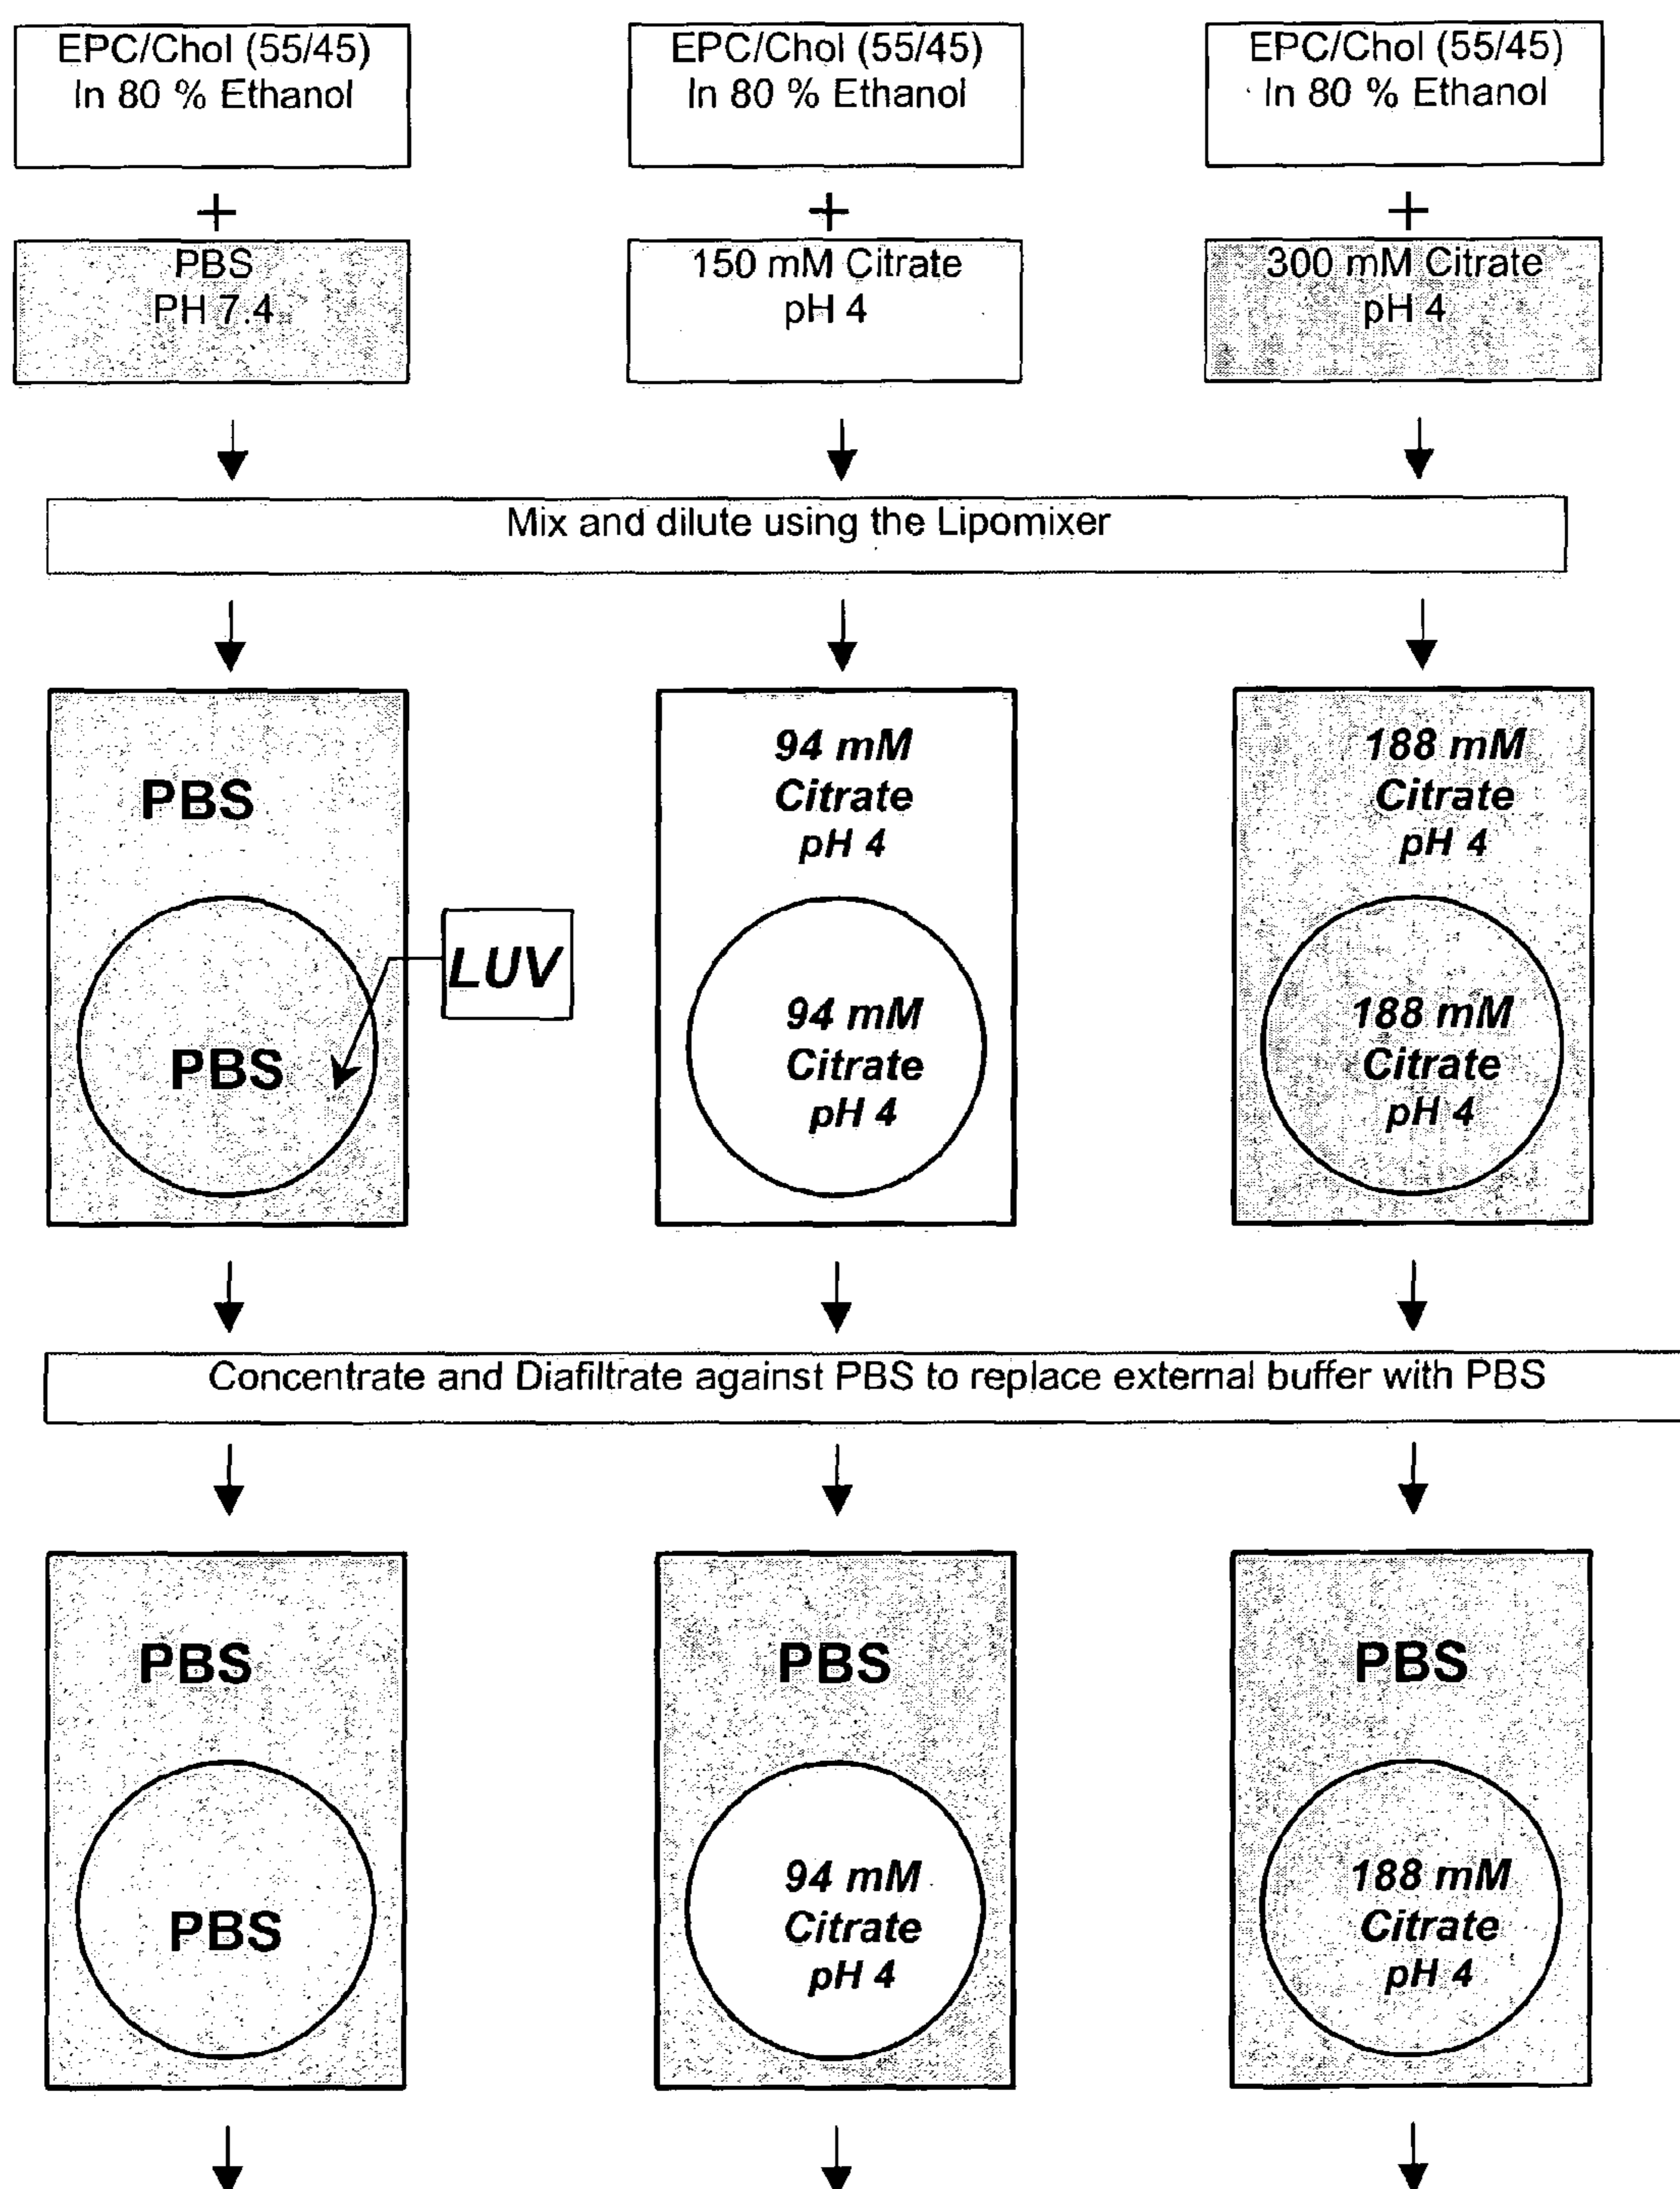 EPC/Chol (55/45)
In 80 % Ethanol
EPC/Chol (55/45)
In 80 % Ethanol
EPC/Chol (55/45)
In 80 % Ethanol
+
+
+
PBS
PH 7.4
150 mM Citrate
pH 4
300 mM Citrate
pH 4
Mix and dilute using the Lipomixer
PBS
PBS
LUV
94 mM
Citrate
pH 4
94 mM
Citrate
pH 4
188 mM
Citrate
pH 4
188 mM
Citrate
pH 4
Concentrate and Diafiltrate against PBS to replace external buffer with PBS
PBS
PBS
PBS
94 mM
Citrate
pH 4
PBS
188 mM
Citrate
pH 4